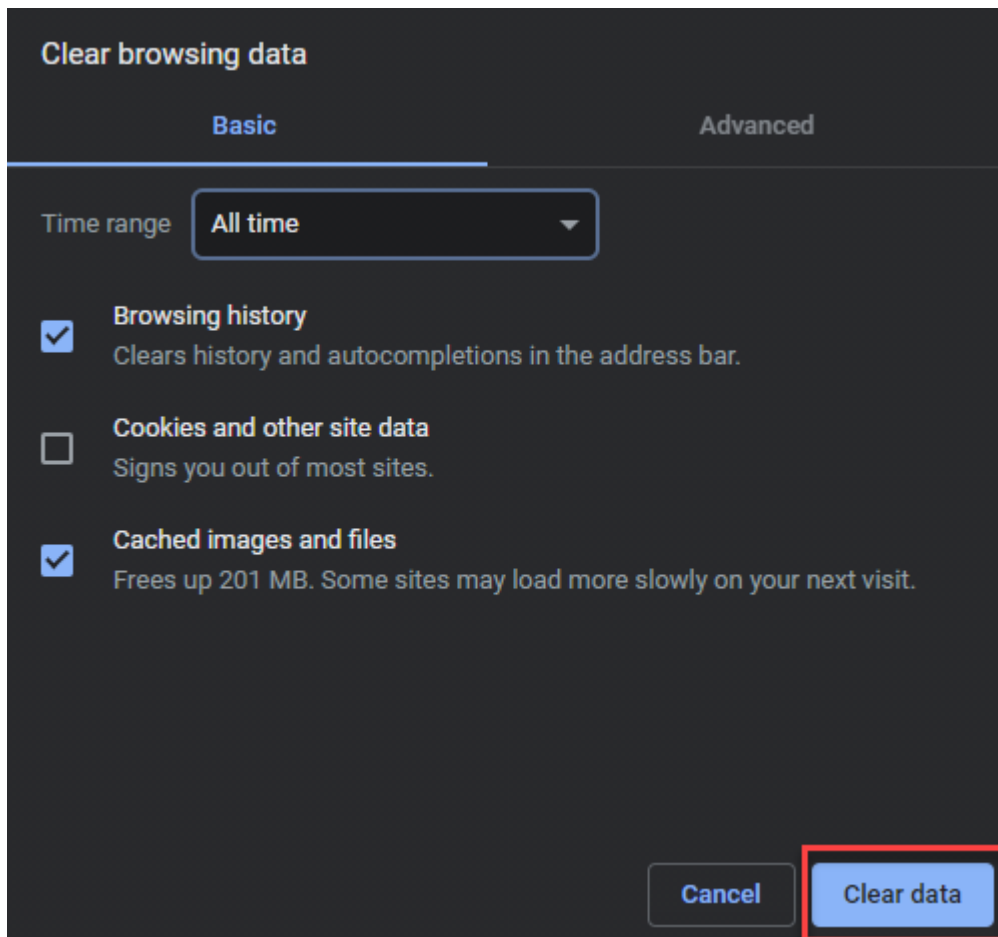 Clear browsing data
Basic
Advanced
Time range
All time
Browsing history
Clears history and autocompletions in the address bar.
Cookies and other site data
Signs you out of most sites.
Cached images and files
Frees up 201 MB. Some sites may load more slowly on your next visit.
Cancel
Clear data